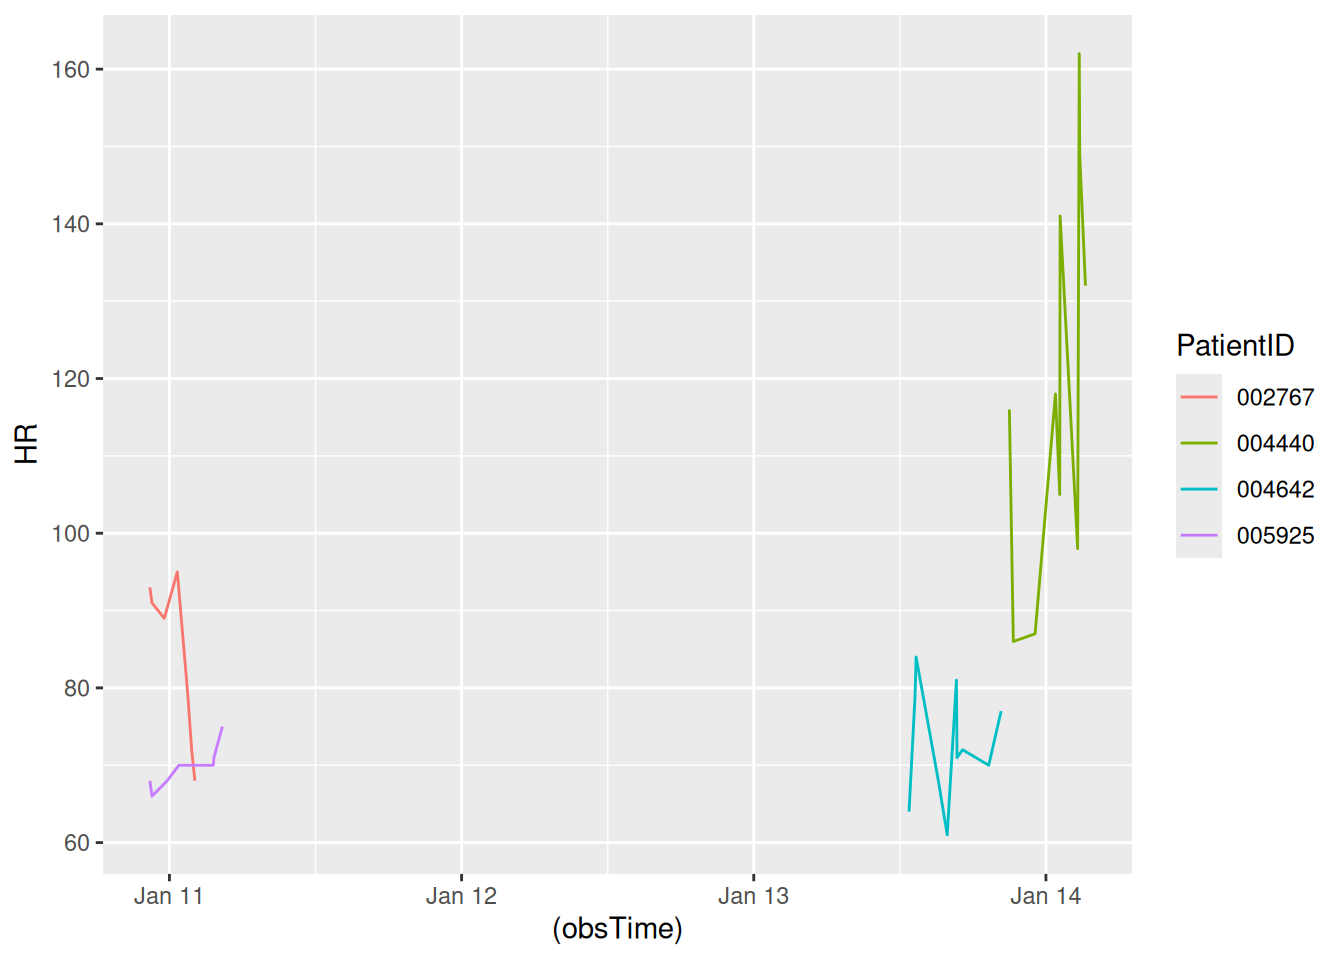 160
140
120
100
80
60
HR
Jan 11
Jan 12
Jan 13
Jan 14
(obsTime)
PatientID
002767
004440
004642
005925